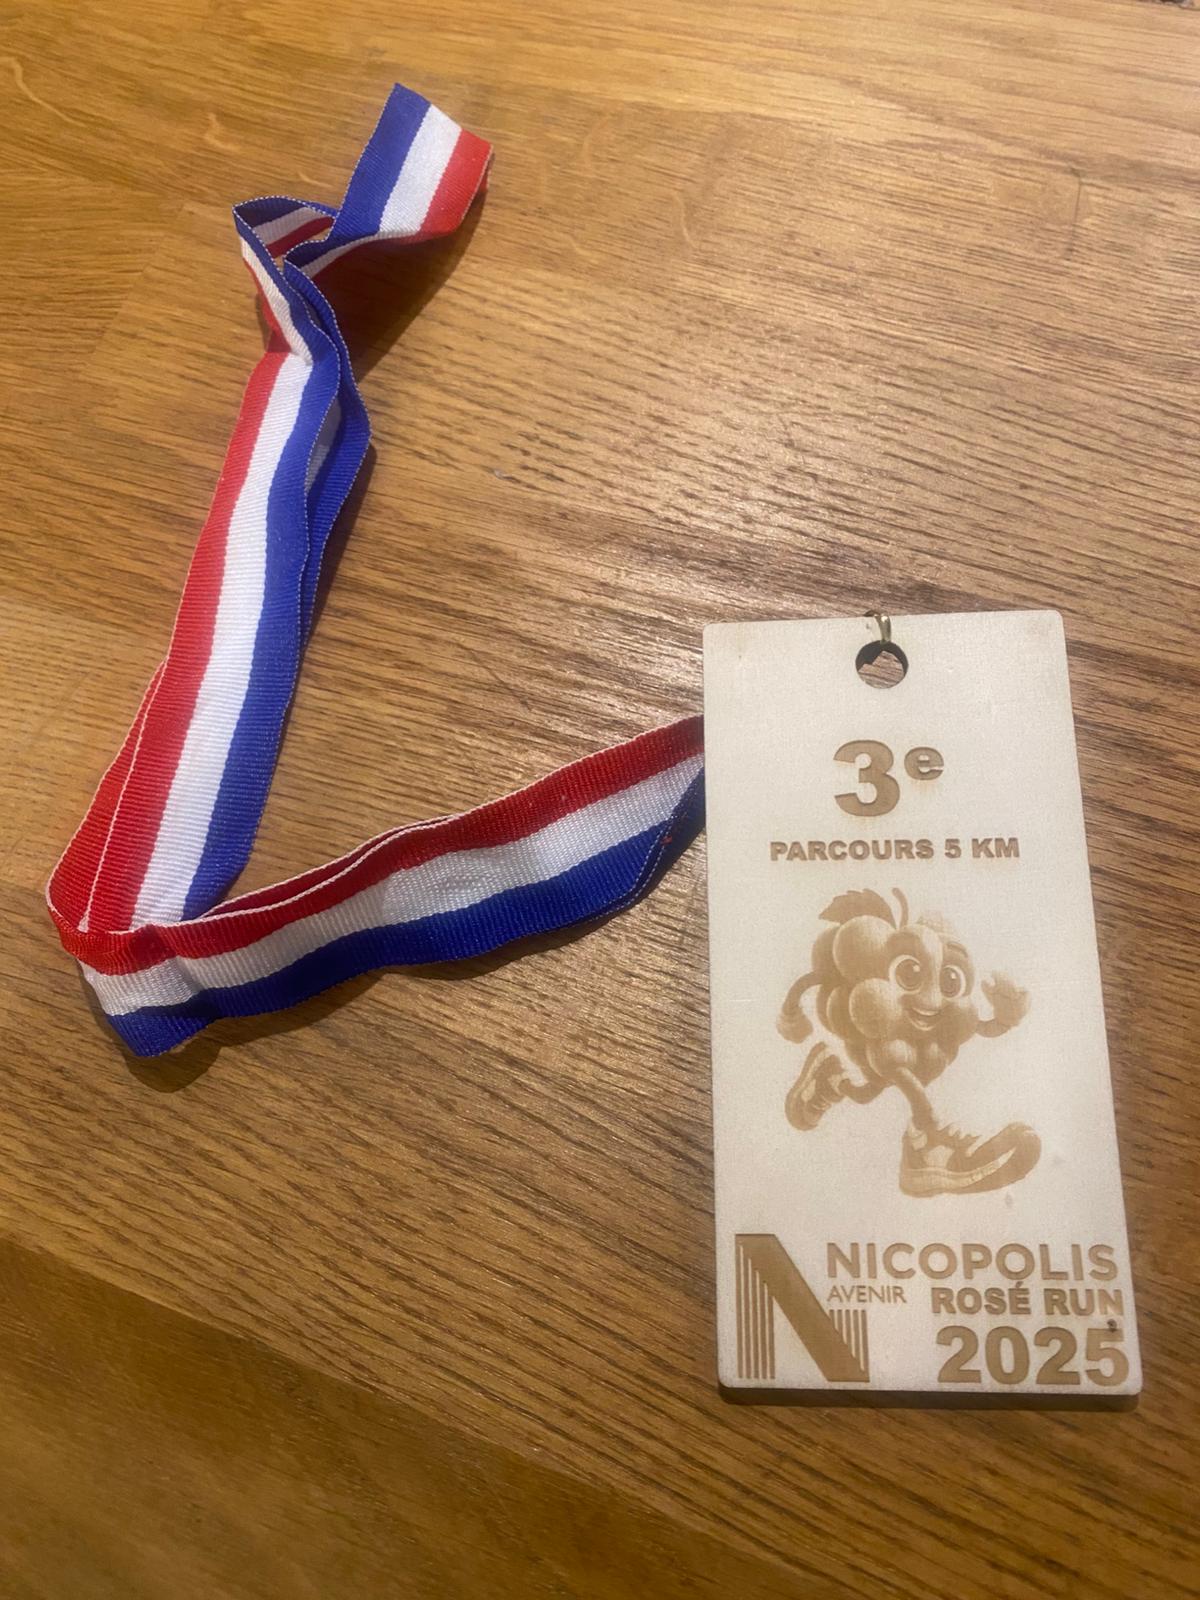 3e
PARCOURS 5 KM
N
NICOPOLIS
AVENIR
ROSÉ RUN
2025